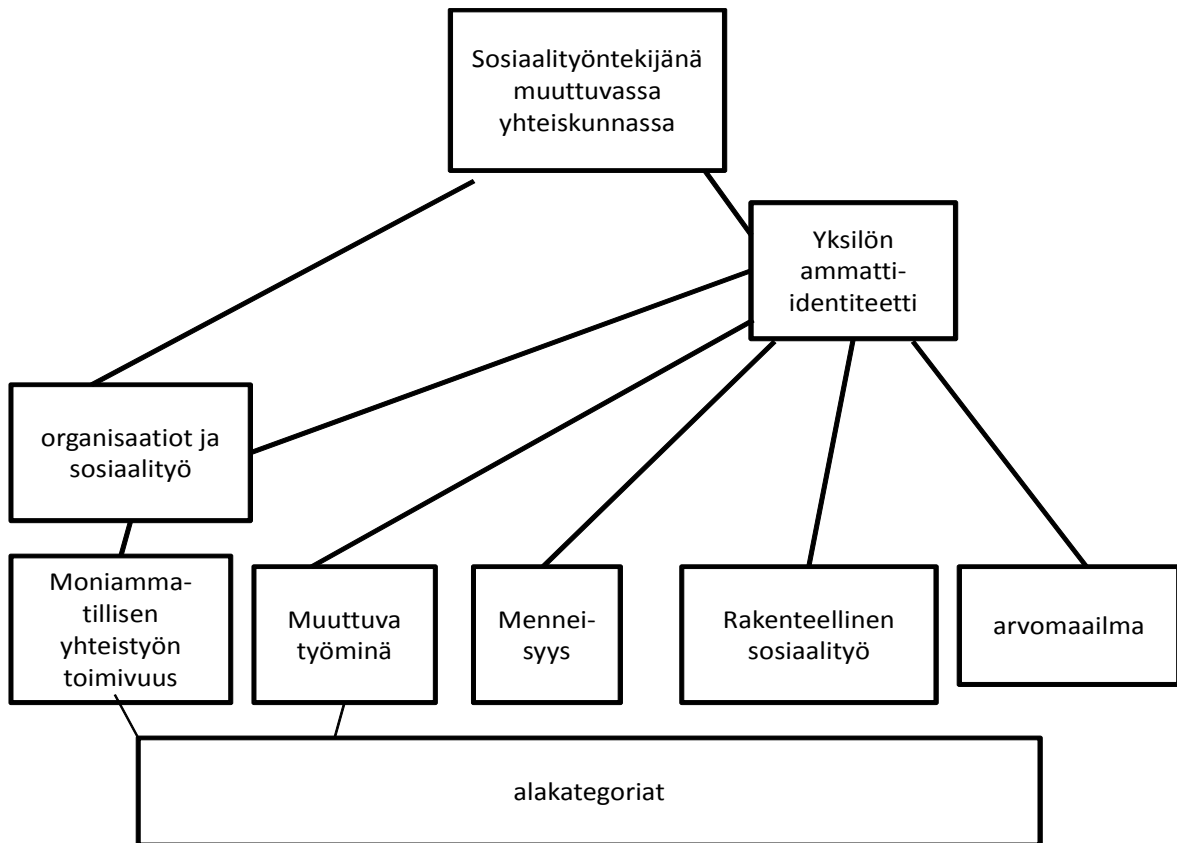 Sosiaalityöntekijänä
muuttuvassa
yhteiskunnassa
Yksilön
ammatti-
identiteetti
organisaatiot ja
sosiaalityö
Moniamma-
tillisen
yhteistyön
toimivuus
Muuttuva
työminä
Mennei-
syys
Rakenteellinen
sosiaalityö
arvomaailma
alakategoriat